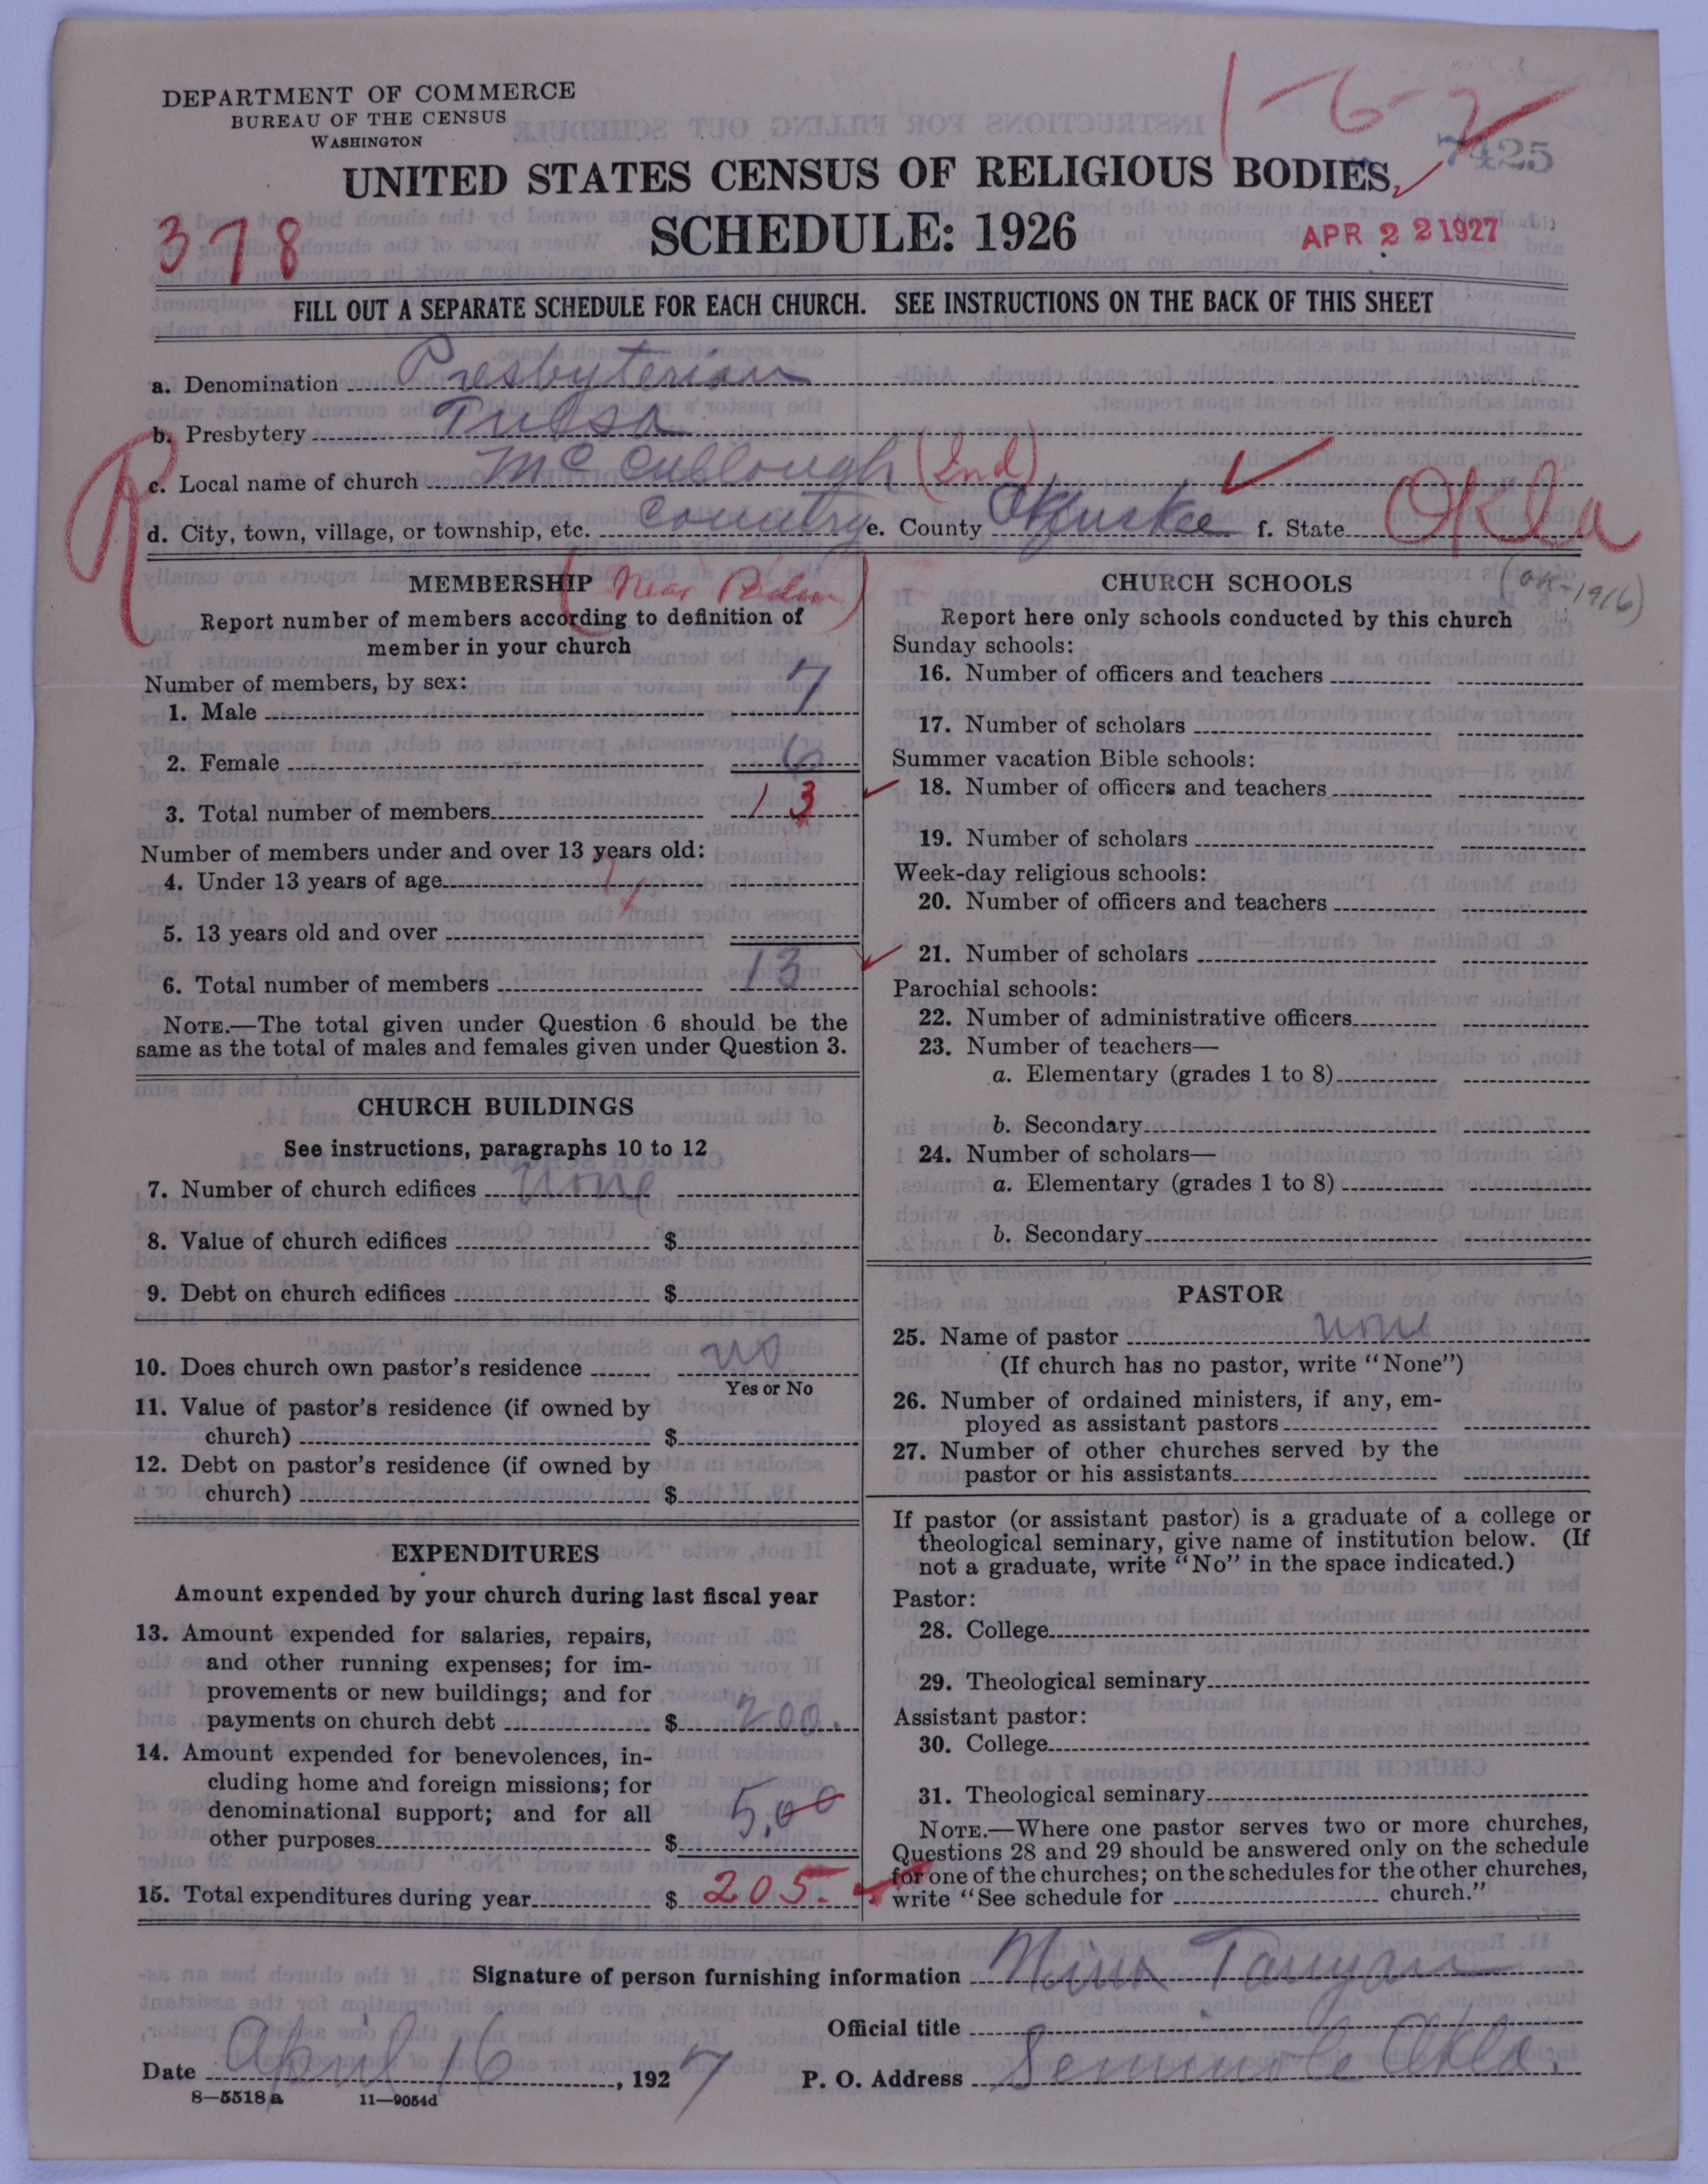 DEPARTMENT OF COMMERCE
BUREAU OF THE CENSUS
WASHINGTON
1-6-2
7425
UNITED STATES CENSUS OF RELIGIOUS BODIES
378
SCHEDULE: 1926
APR 22 1927
FILL OUT A SEPARATE SCHEDULE FOR EACH CHURCH. SEE INSTRUCTIONS ON THE BACK OF THIS SHEET
a. Denomination Presbyterian
b. Presbytery Tulsa
R
c. Local name of church McCullough (2nd)
d. City, town, village, or township, etc. Country e. County Okfuskee f. State Okla
MEMBERSHIP (Near
Report number of members according to definition of
member in your church
Number of members, by sex:
1. Male 7
2. Female 6
3. Total number of members 13
Number of members under and over 13 years old:
4. Under 13 years of age
5. 13 years old and over
6. Total number of members 13
NOTE.—The total given under Question 6 should be the
same as the total of males and females given under Question 3.
CHURCH BUILDINGS
See instructions, paragraphs 10 to 12
7. Number of church edifices none
8. Value of church edifices $
9. Debt on church edifices $
10. Does church own pastor's residence no
Yes or No
11. Value of pastor's residence (if owned by
church) $
12. Debt on pastor's residence (if owned by
church) $
EXPENDITURES
Amount expended by your church during last fiscal year
13. Amount expended for salaries, repairs,
and other running expenses; for im-
provements or new buildings; and for
payments on church debt $ 200.
14. Amount expended for benevolences, in-
cluding home and foreign missions; for
denominational support; and for all
other purposes $ 5.00
15. Total expenditures during year $ 205.
CHURCH SCHOOLS
(OK-1916)
Report here only schools conducted by this church
Sunday schools:
16. Number of officers and teachers
17. Number of scholars
Summer vacation Bible schools:
18. Number of officers and teachers
19. Number of scholars
Week-day religious schools:
20. Number of officers and teachers
21. Number of scholars
Parochial schools:
22. Number of administrative officers
23. Number of teachers—
a. Elementary (grades 1 to 8)
b. Secondary
24. Number of scholars—
a. Elementary (grades 1 to 8)
b. Secondary
PASTOR
25. Name of pastor none
(If church has no pastor, write "None")
26. Number of ordained ministers, if any, em-
ployed as assistant pastors
27. Number of other churches served by the
pastor or his assistants
If pastor (or assistant pastor) is a graduate of a college or
theological seminary, give name of institution below. (If
not a graduate, write "No" in the space indicated.)
Pastor:
28. College
29. Theological seminary
Assistant pastor:
30. College
31. Theological seminary
NOTE.—Where one pastor serves two or more churches,
Questions 28 and 29 should be answered only on the schedule
for one of the churches; on the schedules for the other churches,
write "See schedule for church."
Signature of person furnishing information Mina Tanyan
Official title
Date April 16, 1927 P. O. Address Seminole Okla.
8—5518 a 11—9054d